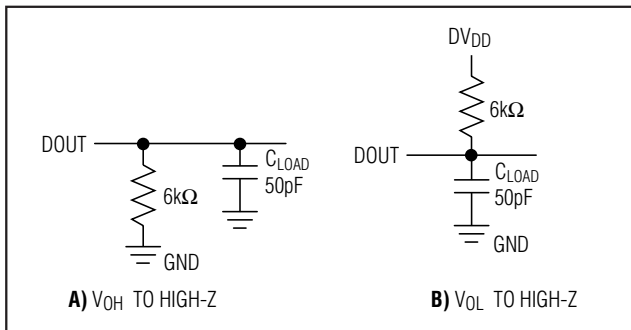 DOUT
6kΩ
GND
C_LOAD
50pF
A) V_OH TO HIGH-Z
DV_DD
6kΩ
DOUT
C_LOAD
50pF
GND
B) V_OL TO HIGH-Z